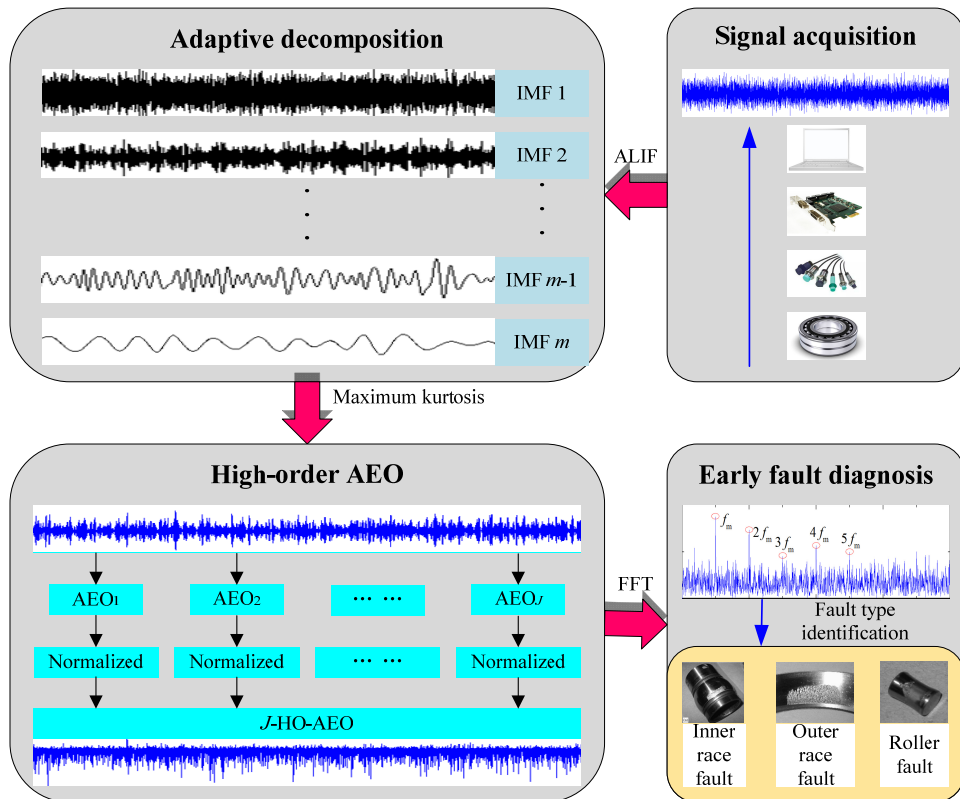 Adaptive decomposition
IMF 1
IMF 2
IMF m-1
IMF m
Signal acquisition
ALIF
Maximum kurtosis
High-order AEO
AEO1
AEO2
··· ···
AEOJ
Normalized
Normalized
··· ···
Normalized
J-HO-AEO
FFT
Early fault diagnosis
fm
2fm
3fm
4fm
5fm
Fault type
identification
Inner
race
fault
Outer
race
fault
Roller
fault